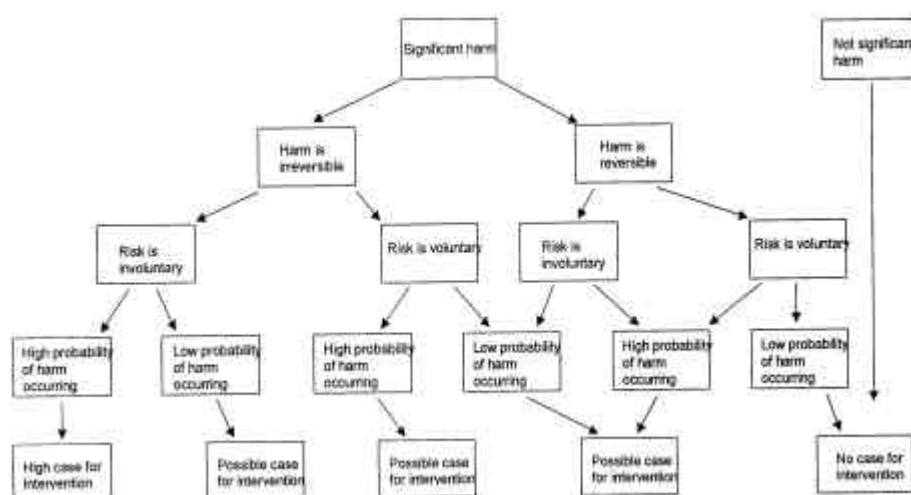 Significant harm
Not significant
harm
Harm is
irreversible
Harm is
reversible
Risk is
involuntary
Risk is voluntary
Risk is
involuntary
Risk is voluntary
High probability
of harm
occurring
Low probability
of harm
occurring
High probability
of harm
occurring
Low probability
of harm
occurring
High probability
of harm
occurring
Low probability
of harm
occurring
High case for
intervention
Possible case
for intervention
Possible case
for intervention
Possible case
for intervention
No case for
intervention